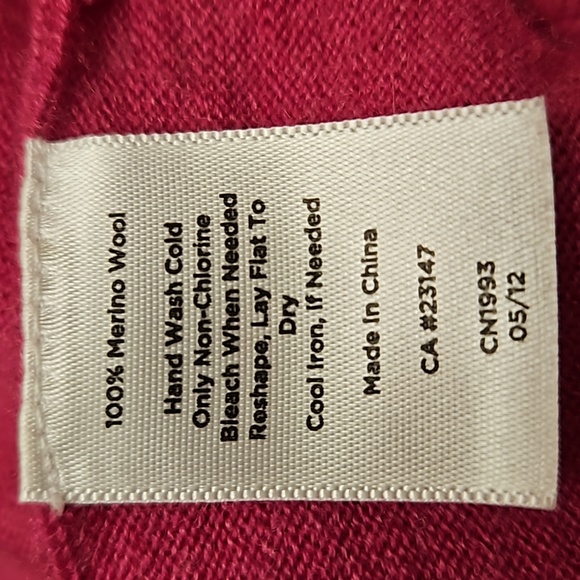 100% Merino Wool
Hand Wash Cold
Only Non-Chlorine
Bleach When Needed
Reshape, Lay Flat To
Dry
Cool Iron, If Needed
Made In China
CA #23147
CN1993
05/12